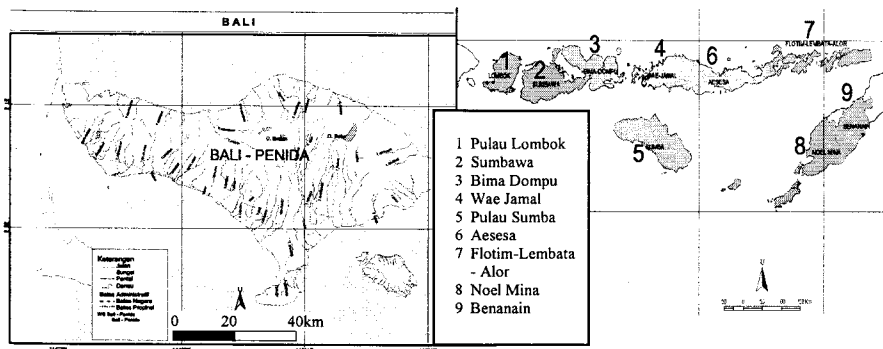 BALI
BALI - PENIDA
Keterangan
Jalan
Sungai
Pantai
Danau
Batas Administratif
Batas Negara
Batas Propinsi
0 20 40km
1 Pulau Lombok
2 Sumbawa
3 Bima Dompu
4 Wae Jamal
5 Pulau Sumba
6 Aesesa
7 Flotim-Lembata
- Alor
8 Noel Mina
9 Benanain
1
LOMBOK
2
SUMBAWA
3
BIMA-DOMPU
4
WAE-JAMAL
5
SUMBA
6
AESESA
7
FLOTIM-LEMBATA-ALOR
8
NOEL MINA
9
BENANAIN